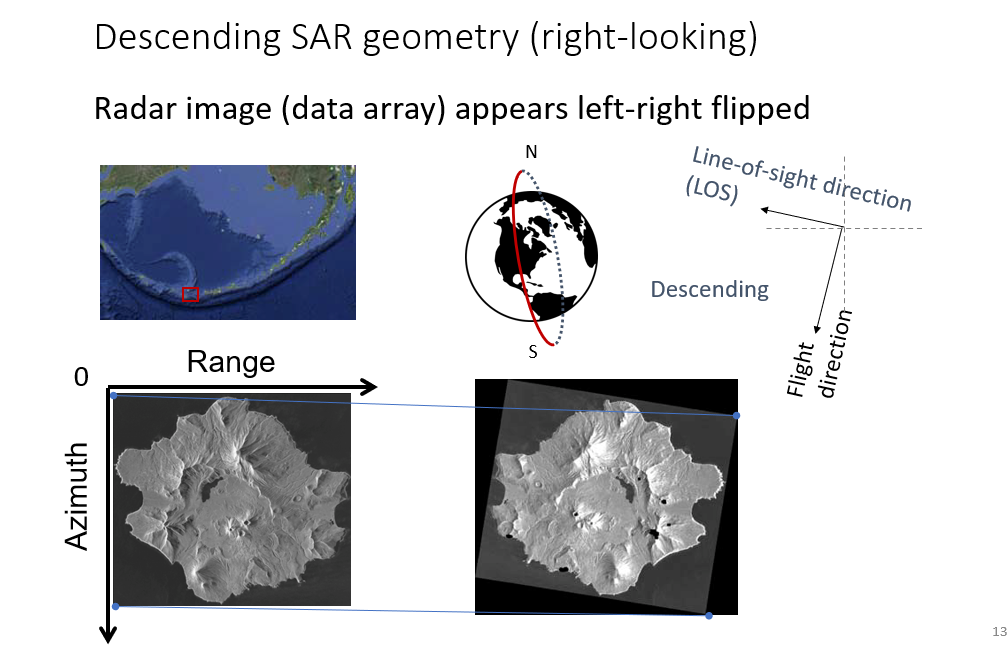 Descending SAR geometry (right-looking)
Radar image (data array) appears left-right flipped
N
S
Line-of-sight direction
(LOS)
Descending
Flight
direction
0
Range
Azimuth
13